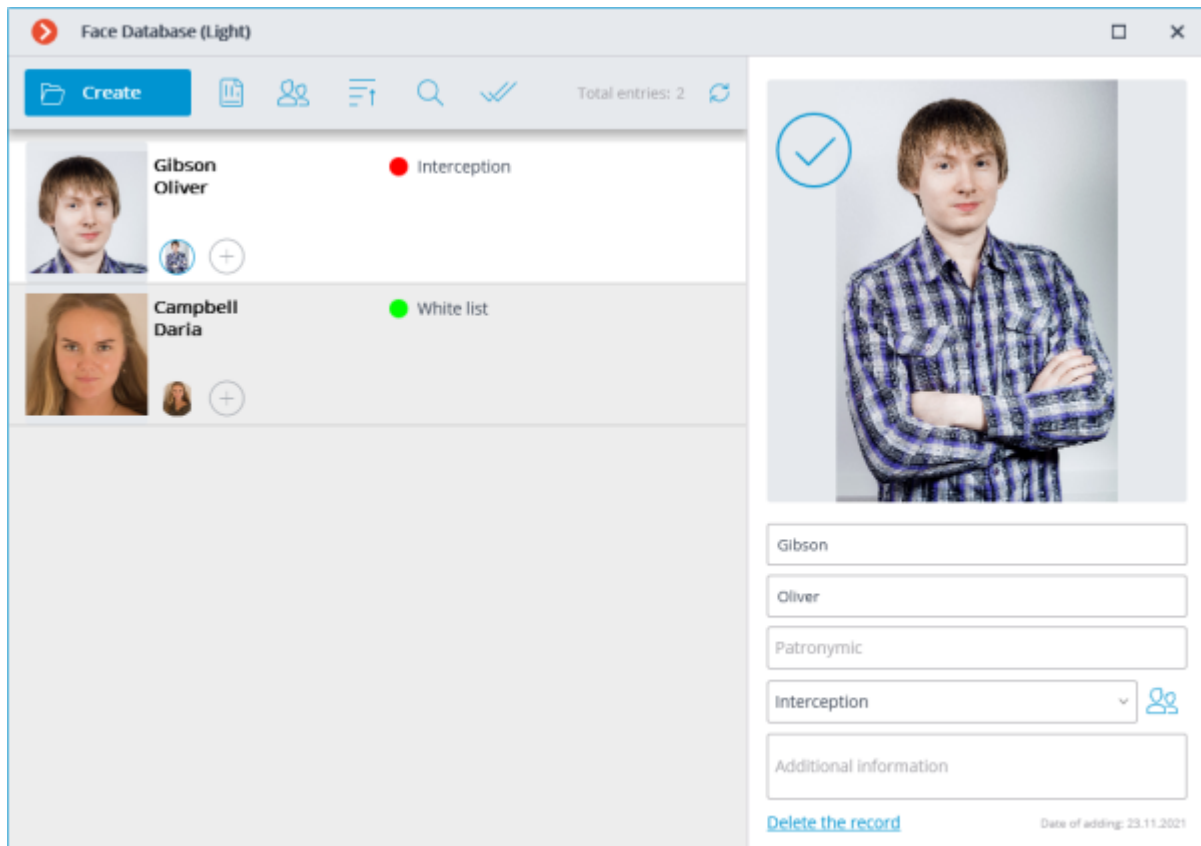 Face Database (Light)
Create
Total entries: 2
Gibson
Oliver
Interception
Campbell
Daria
White list
Gibson
Oliver
Patronymic
Interception
Additional information
Delete the record
Date of adding: 23.11.2021